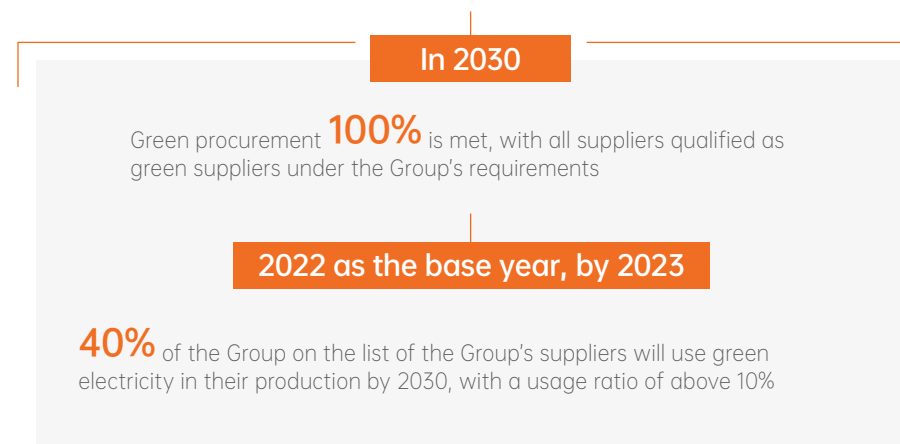 In 2030
Green procurement 100% is met, with all suppliers qualified as
green suppliers under the Group's requirements
2022 as the base year, by 2023
40% of the Group on the list of the Group's suppliers will use green
electricity in their production by 2030, with a usage ratio of above 10%